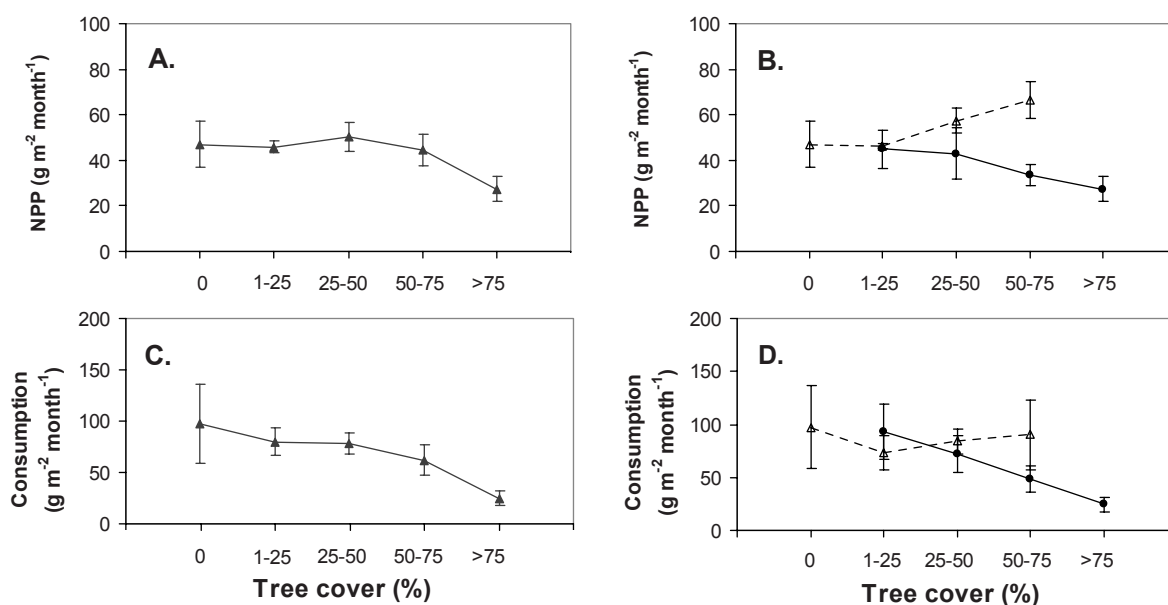 A.
NPP (g m⁻² month⁻¹)
100
80
60
40
20
0
0 1-25 25-50 50-75 >75
B.
NPP (g m⁻² month⁻¹)
100
80
60
40
20
0
0 1-25 25-50 50-75 >75
C.
Consumption
(g m⁻² month⁻¹)
200
150
100
50
0
0 1-25 25-50 50-75 >75
Tree cover (%)
D.
Consumption
(g m⁻² month⁻¹)
200
150
100
50
0
0 1-25 25-50 50-75 >75
Tree cover (%)